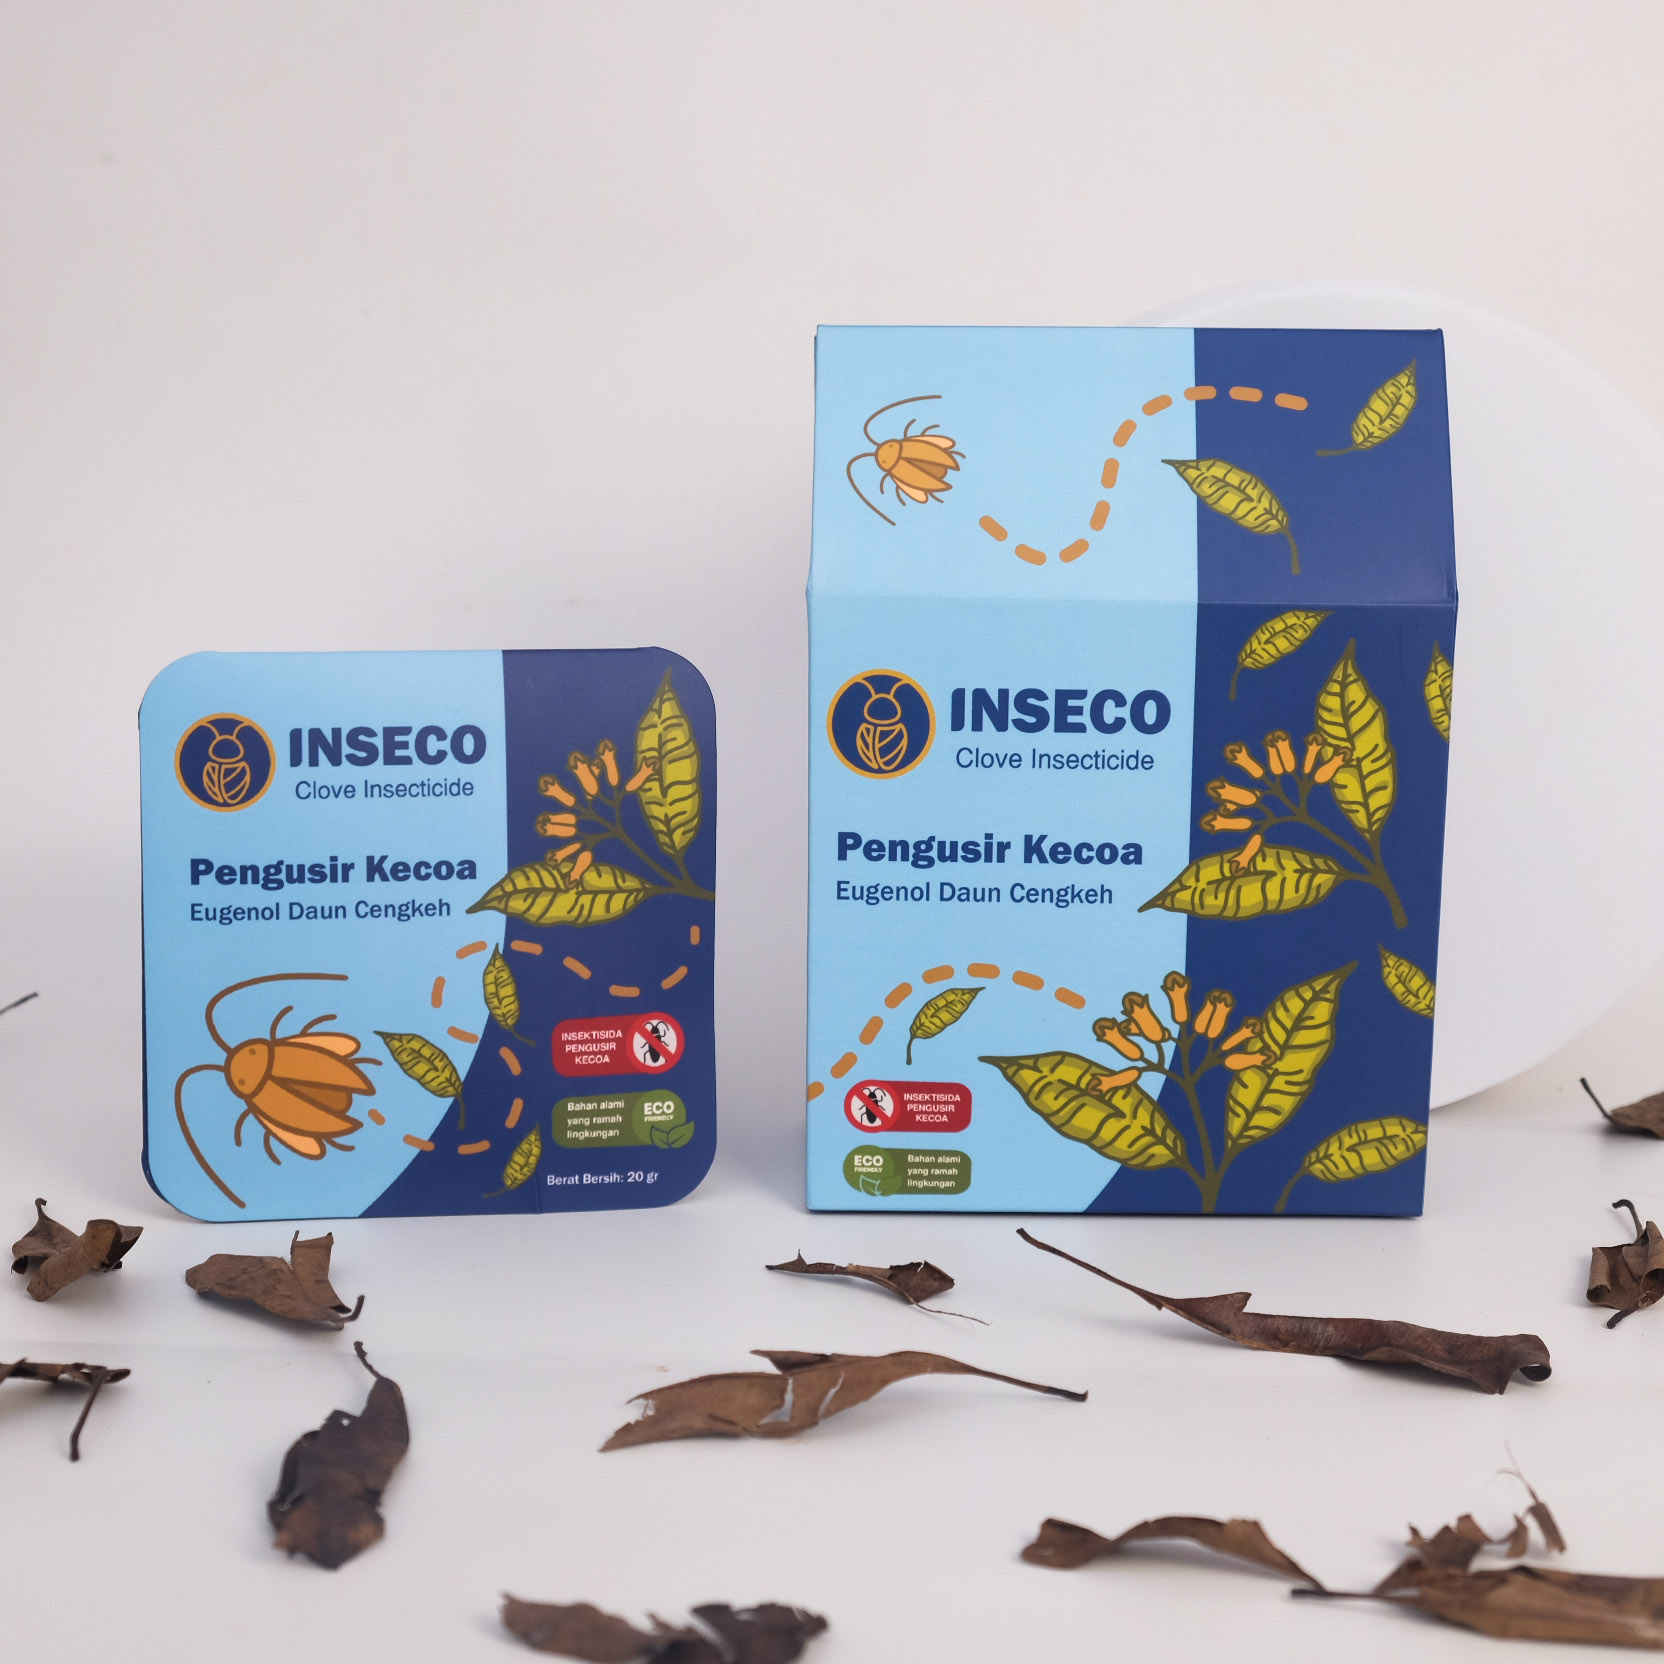 INSECO
Clove Insecticide
Pengusir Kecoa
Eugenol Daun Cengkeh
INSEKTISIDA
PENGUSIR
KECOA
Bahan alami
yang ramah
lingkungan
ECO
FRIENDLY
Berat Bersih: 20 gr
INSECO
Clove Insecticide
Pengusir Kecoa
Eugenol Daun Cengkeh
INSEKTISIDA
PENGUSIR
KECOA
ECO
FRIENDLY
Bahan alami
yang ramah
lingkungan